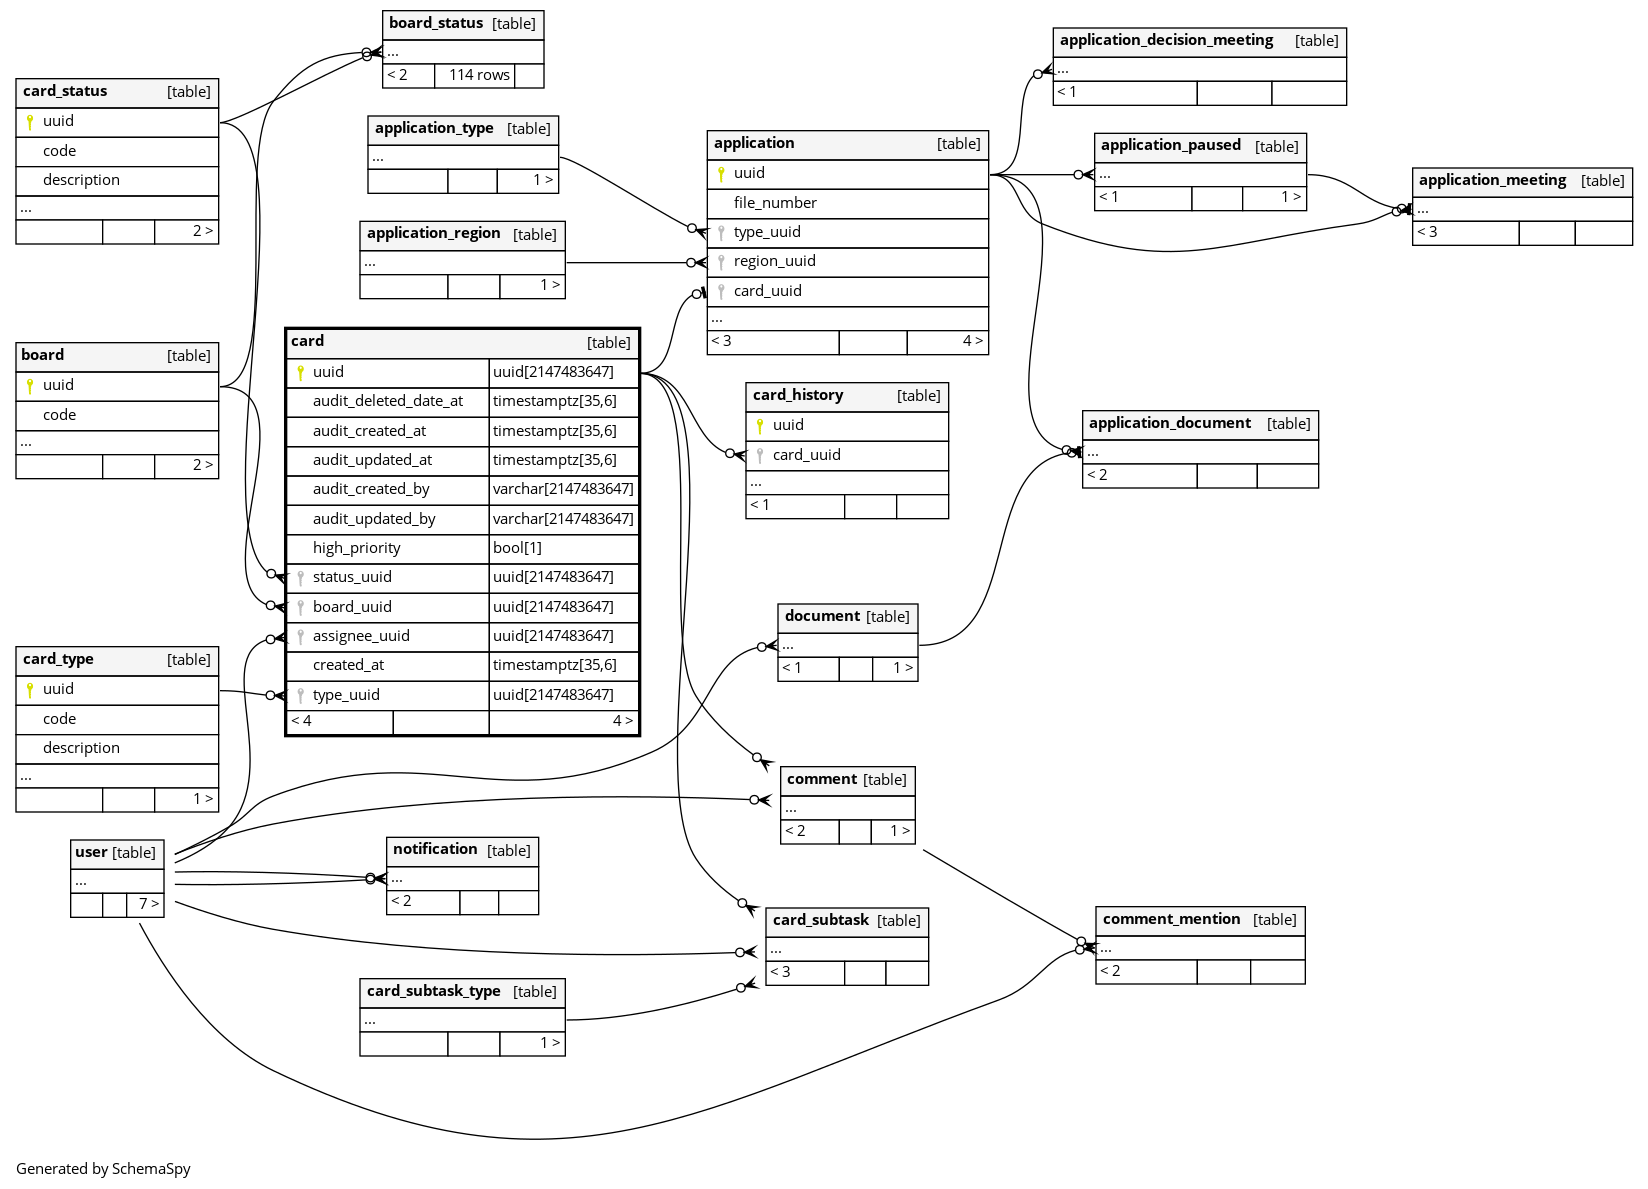 board_status [table]
...
< 2 114 rows
card_status [table]
uuid
code
description
...
2 >
application_type [table]
...
1 >
application_region [table]
...
1 >
board [table]
uuid
code
...
2 >
card [table]
uuid uuid[2147483647]
audit_deleted_date_at timestamptz[35,6]
audit_created_at timestamptz[35,6]
audit_updated_at timestamptz[35,6]
audit_created_by varchar[2147483647]
audit_updated_by varchar[2147483647]
high_priority bool[1]
status_uuid uuid[2147483647]
board_uuid uuid[2147483647]
assignee_uuid uuid[2147483647]
created_at timestamptz[35,6]
type_uuid uuid[2147483647]
< 4 4 >
card_type [table]
uuid
code
description
...
1 >
user [table]
...
7 >
notification [table]
...
< 2
card_subtask_type [table]
...
1 >
application [table]
uuid
file_number
type_uuid
region_uuid
card_uuid
...
< 3 4 >
card_history [table]
uuid
card_uuid
...
< 1
document [table]
...
< 1 1 >
comment [table]
...
< 2 1 >
card_subtask [table]
...
< 3
application_decision_meeting [table]
...
< 1
application_paused [table]
...
< 1 1 >
application_meeting [table]
...
< 3
application_document [table]
...
< 2
comment_mention [table]
...
< 2
Generated by SchemaSpy